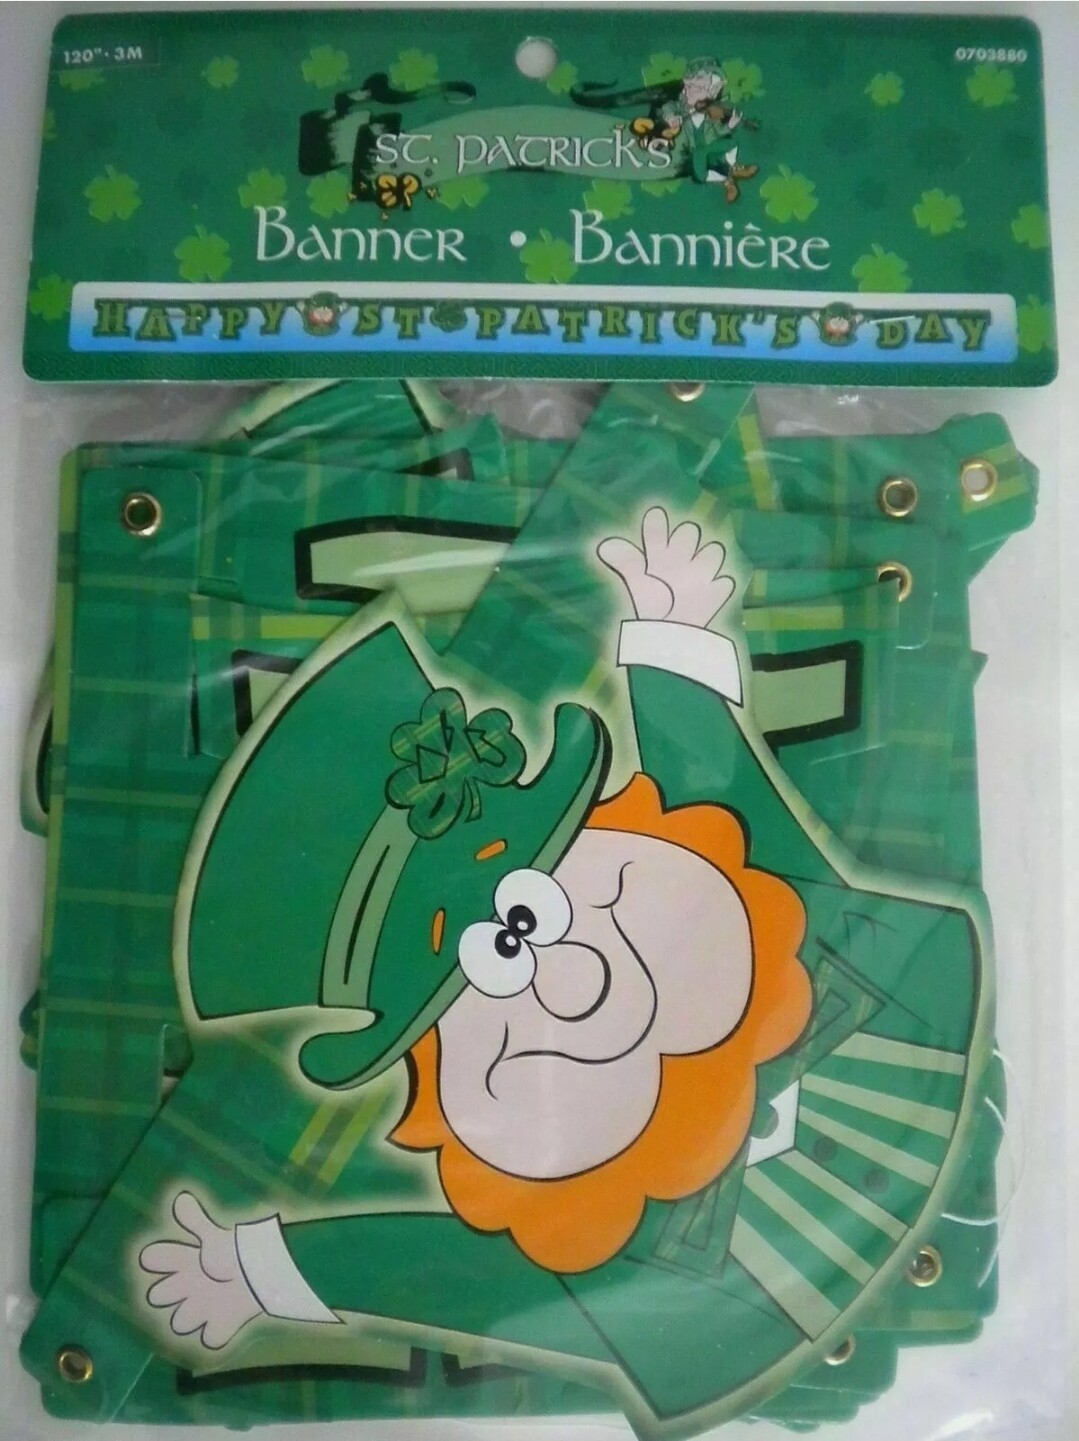 120"· 3M
0703880
ST. PATRICK'S
BANNER • BANNIÈRE
HAPPY ST PATRICK'S DAY